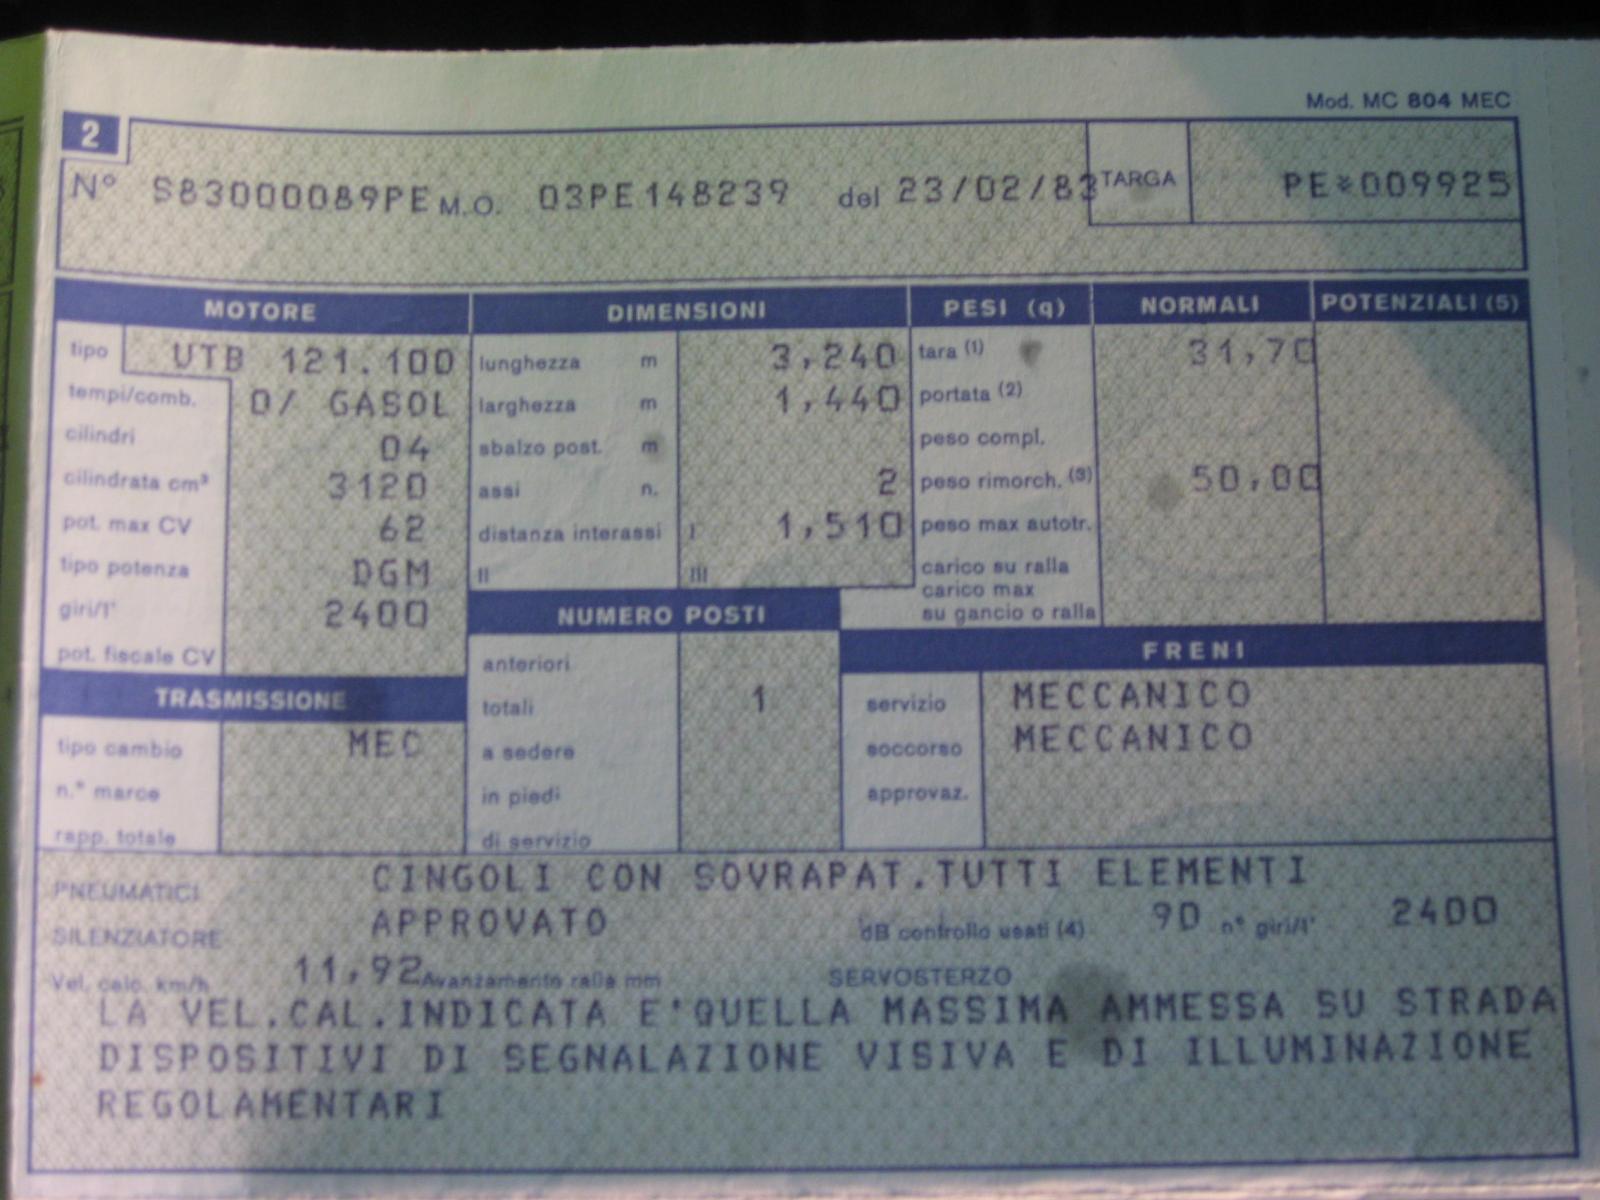 Mod. MC 804 MEC
2
N° S83000089PE M.O. 03PE148239 del 23/02/83 TARGA PE*009925
MOTORE DIMENSIONI PESI (q) NORMALI POTENZIALI (5)
tipo UTB 121.100 lunghezza m 3,240 tara (1) 31,70
tempi/comb. D/ GASOL larghezza m 1,440 portata (2)
cilindri 04 sbalzo post. m peso compl.
cilindrata cm³ 3120 assi n. 2 peso rimorch. (3) 50,00
pot. max CV 62 distanza interassi I 1,510 peso max autotr.
tipo potenza DGM II III carico su ralla
giri/1' 2400 carico max
su gancio o ralla
NUMERO POSTI
pot. fiscale CV anteriori FRENI
TRASMISSIONE totali 1 servizio MECCANICO
tipo cambio MEC a sedere soccorso MECCANICO
n.° marce in piedi approvaz.
rapp. totale di servizio
PNEUMATICI CINGOLI CON SOVRAPAT.TUTTI ELEMENTI
SILENZIATORE APPROVATO dB controllo usati (4) 90 n° giri/1' 2400
Vel. calc. km/h 11,92 Avanzamento ralla mm SERVOSTERZO
LA VEL.CAL.INDICATA E'QUELLA MASSIMA AMMESSA SU STRADA
DISPOSITIVI DI SEGNALAZIONE VISIVA E DI ILLUMINAZIONE
REGOLAMENTARI